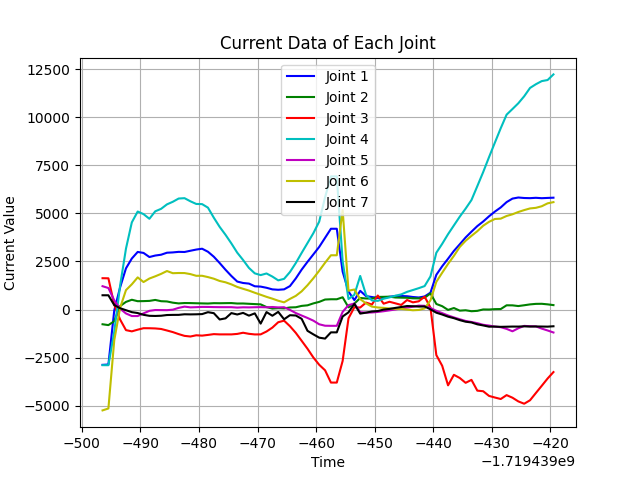 Current Data of Each Joint
12500
10000
7500
5000
2500
0
−2500
−5000
Current Value
Joint 1
Joint 2
Joint 3
Joint 4
Joint 5
Joint 6
Joint 7
−500 −490 −480 −470 −460 −450 −440 −430 −420
Time
−1.719439e9